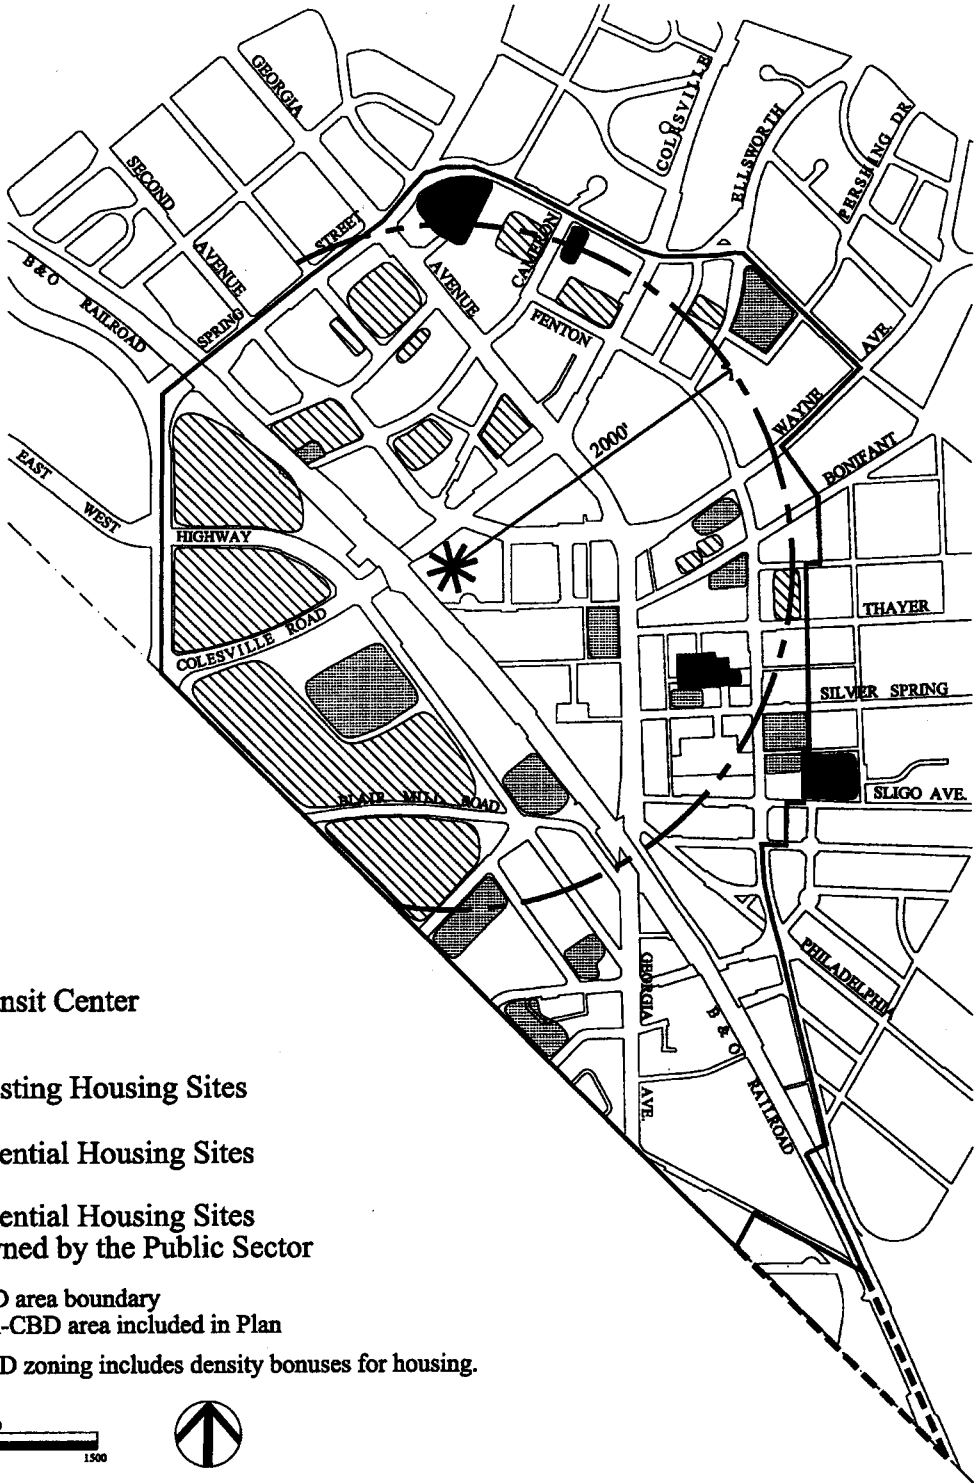 GEORGIA
COLESVILLE
ELLSWORTH
PERSHING DR.
SECOND
AVENUE
STREET
SPRING
B & O
RAILROAD
AVENUE
CAMERON
FENTON
AVE.
WAYNE
BONIFANT
2000'
EAST
WEST
HIGHWAY
COLESVILLE ROAD
THAYER
SILVER SPRING
BLAIR MILL ROAD
SLIGO AVE.
PHILADELPHIA
GEORGIA
AVE.
B & O
RAILROAD
nsit Center
sting Housing Sites
ential Housing Sites
ential Housing Sites
ned by the Public Sector
D area boundary
-CBD area included in Plan
D zoning includes density bonuses for housing.
1500